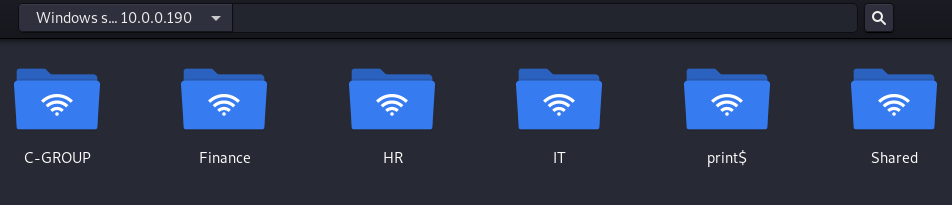 Windows s... 10.0.0.190
C-GROUP Finance HR IT print$ Shared